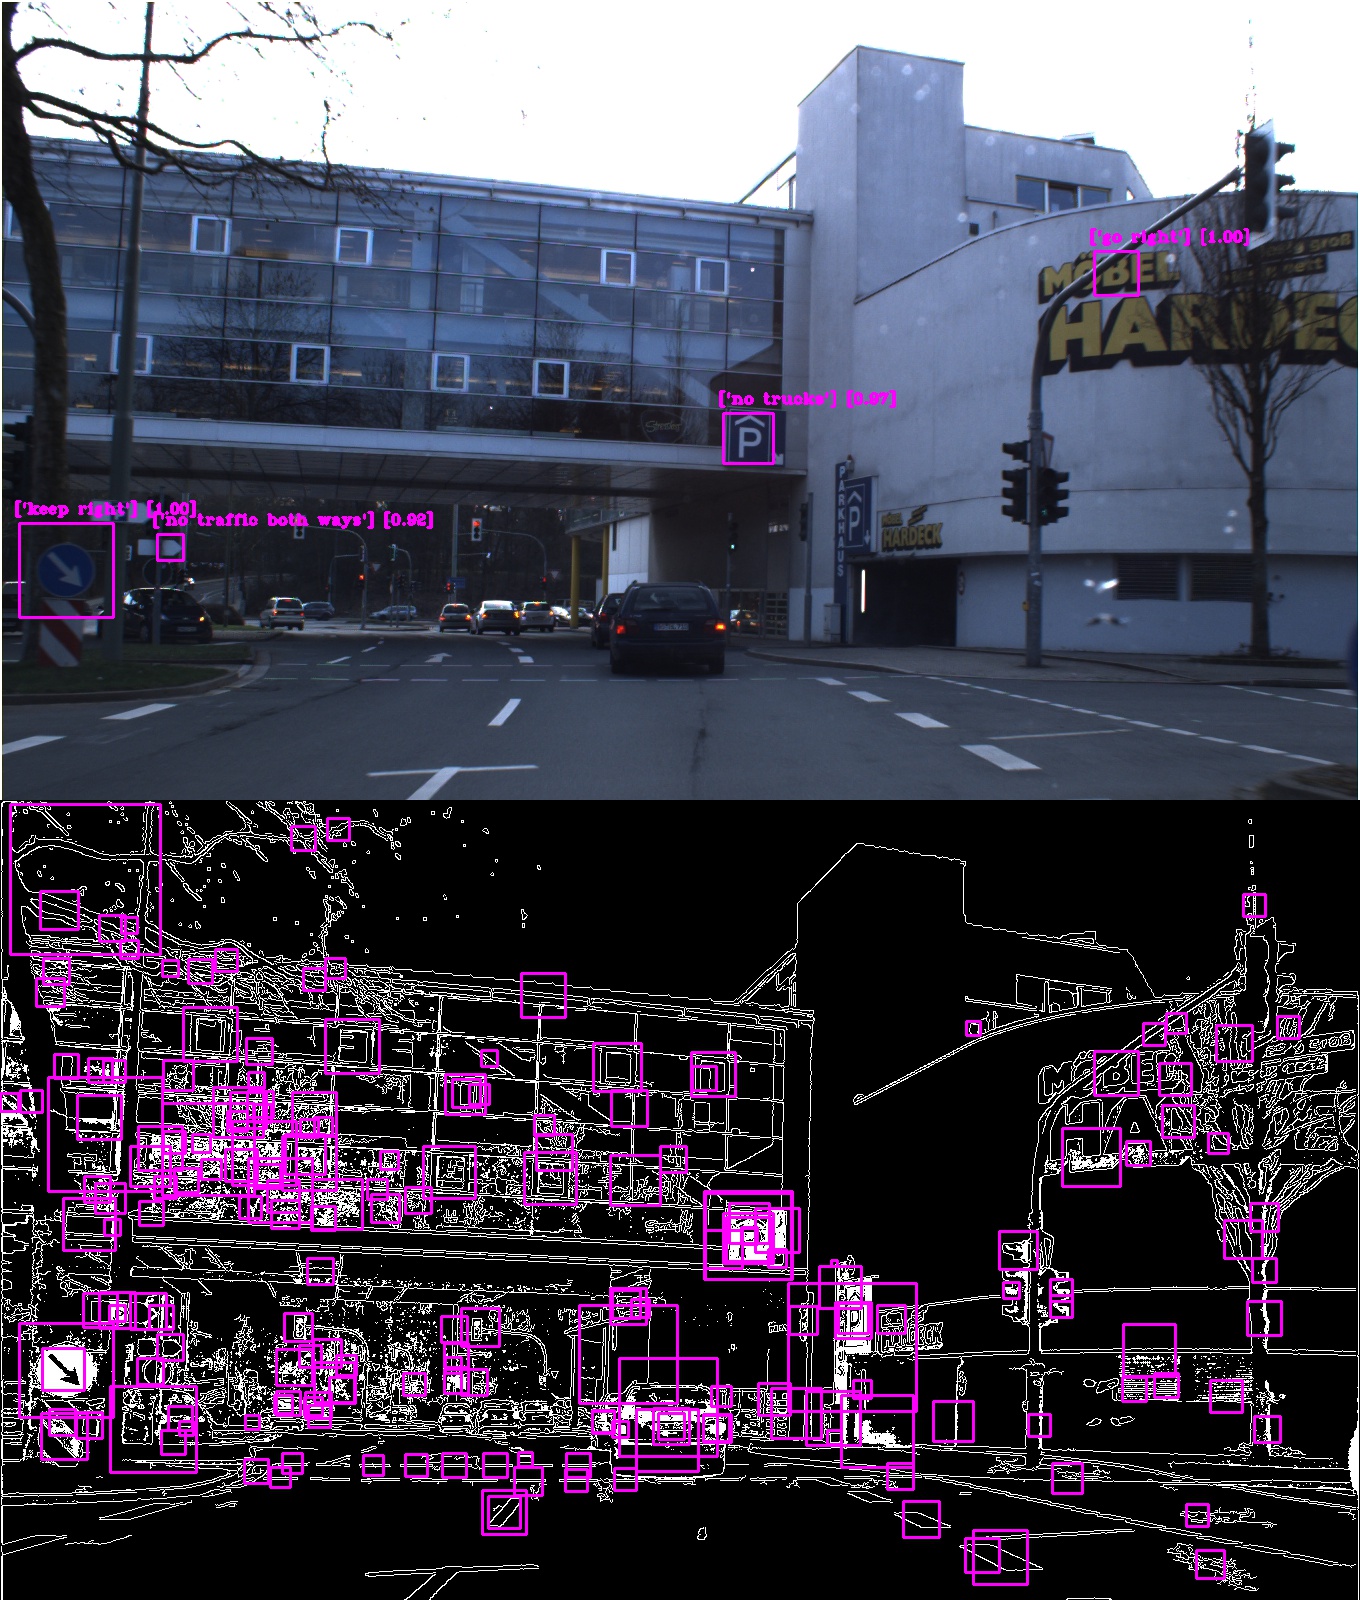 ['go right'] [1.00]
MÖBEL
groß
HARDEC
['no trucks'] [0.97]
P
PARKHAUS
P
HARDECK
['keep right'] [1.00]
['no traffic both ways'] [0.92]